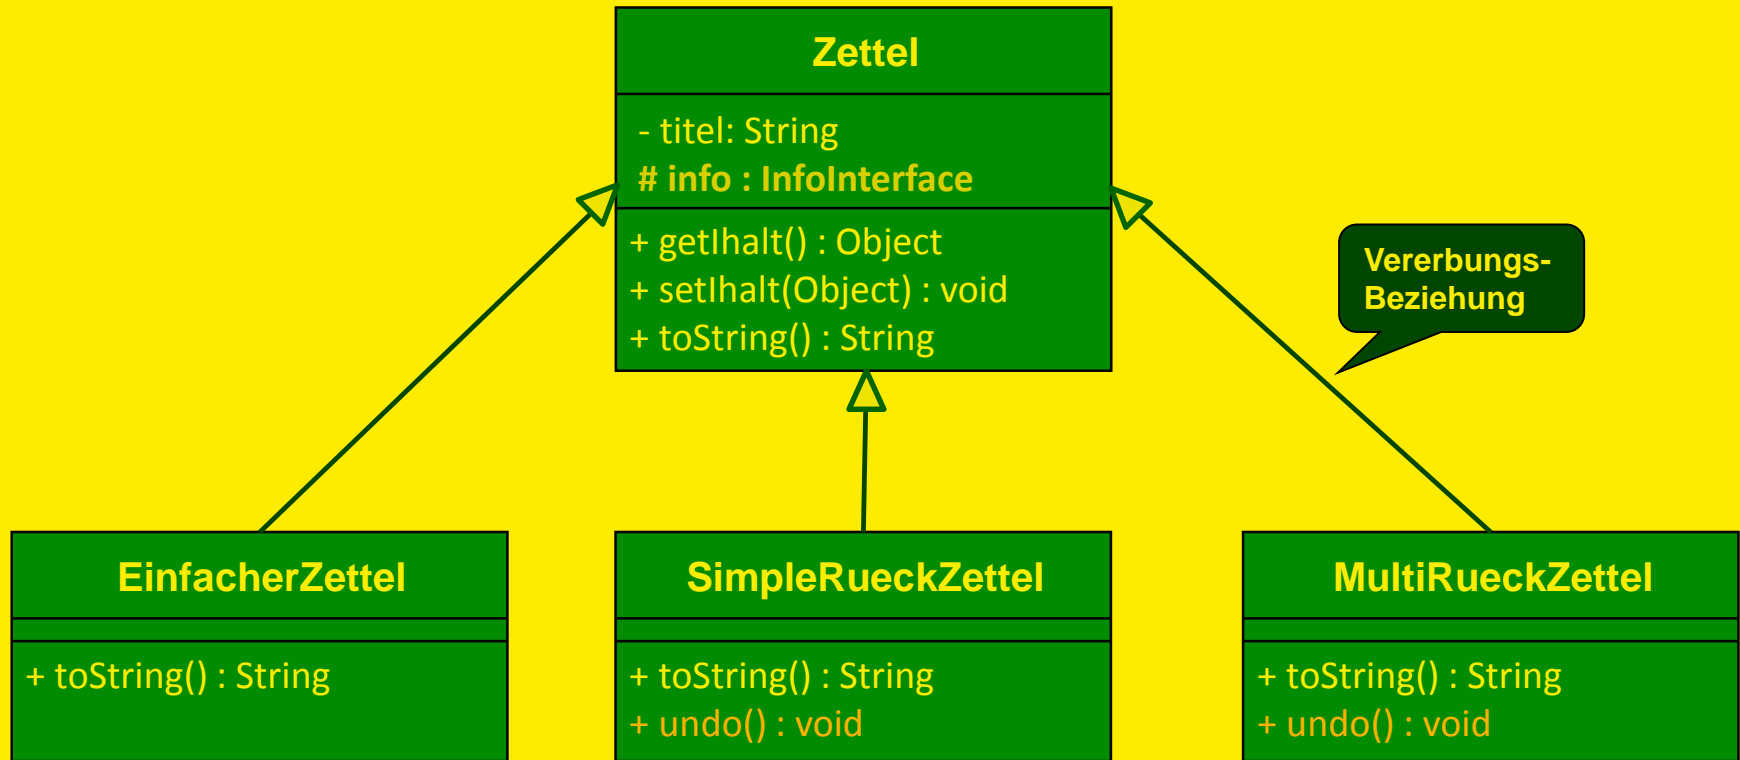 Zettel
- titel: String
# info : InfoInterface
+ getIhalt() : Object
+ setIhalt(Object) : void
+ toString() : String
Vererbungs-
Beziehung
EinfacherZettel
+ toString() : String
SimpleRueckZettel
+ toString() : String
+ undo() : void
MultiRueckZettel
+ toString() : String
+ undo() : void